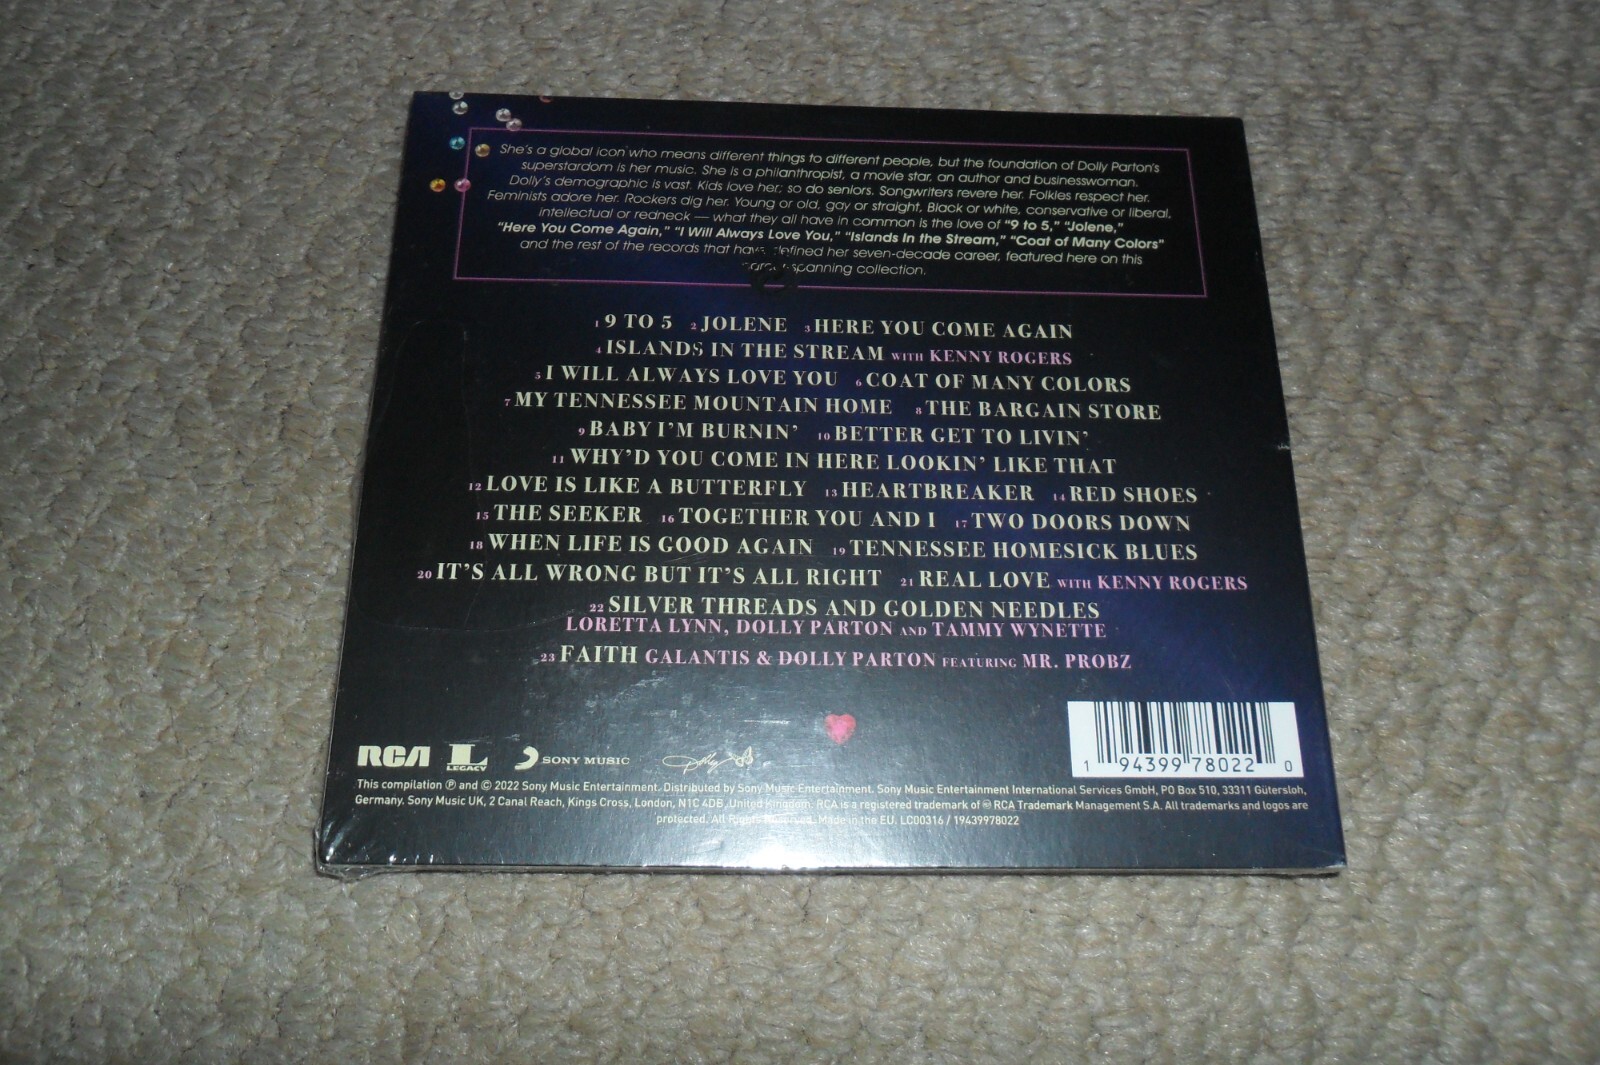 She's a global icon who means different things to different people, but the foundation of Dolly Parton's
superstardom is her music. She is a philanthropist, a movie star, an author and businesswoman.
Dolly's demographic is vast. Kids love her; so do seniors. Songwriters revere her. Folkies respect her.
Feminists adore her. Rockers dig her. Young or old, gay or straight, Black or white, conservative or liberal,
intellectual or redneck — what they all have in common is the love of "9 to 5," "Jolene,"
"Here You Come Again," "I Will Always Love You," "Islands In the Stream," "Coat of Many Colors"
and the rest of the records that have defined her seven-decade career, featured here on this
career-spanning collection.
1 9 TO 5 2 JOLENE 3 HERE YOU COME AGAIN
4 ISLANDS IN THE STREAM WITH KENNY ROGERS
5 I WILL ALWAYS LOVE YOU 6 COAT OF MANY COLORS
7 MY TENNESSEE MOUNTAIN HOME 8 THE BARGAIN STORE
9 BABY I'M BURNIN' 10 BETTER GET TO LIVIN'
11 WHY'D YOU COME IN HERE LOOKIN' LIKE THAT
12 LOVE IS LIKE A BUTTERFLY 13 HEARTBREAKER 14 RED SHOES
15 THE SEEKER 16 TOGETHER YOU AND I 17 TWO DOORS DOWN
18 WHEN LIFE IS GOOD AGAIN 19 TENNESSEE HOMESICK BLUES
20 IT'S ALL WRONG BUT IT'S ALL RIGHT 21 REAL LOVE WITH KENNY ROGERS
22 SILVER THREADS AND GOLDEN NEEDLES
LORETTA LYNN, DOLLY PARTON AND TAMMY WYNETTE
23 FAITH GALANTIS & DOLLY PARTON FEATURING MR. PROBZ
RCA L LEGACY SONY MUSIC Dolly
1 94399 78022 0
This compilation ℗ and © 2022 Sony Music Entertainment. Distributed by Sony Music Entertainment. Sony Music Entertainment International Services GmbH, PO Box 510, 33311 Gütersloh,
Germany. Sony Music UK, 2 Canal Reach, Kings Cross, London, N1C 4DB, United Kingdom. RCA is a registered trademark of ® RCA Trademark Management S.A. All trademarks and logos are
protected. All Rights Reserved. Made in the EU. LC00316 / 19439978022